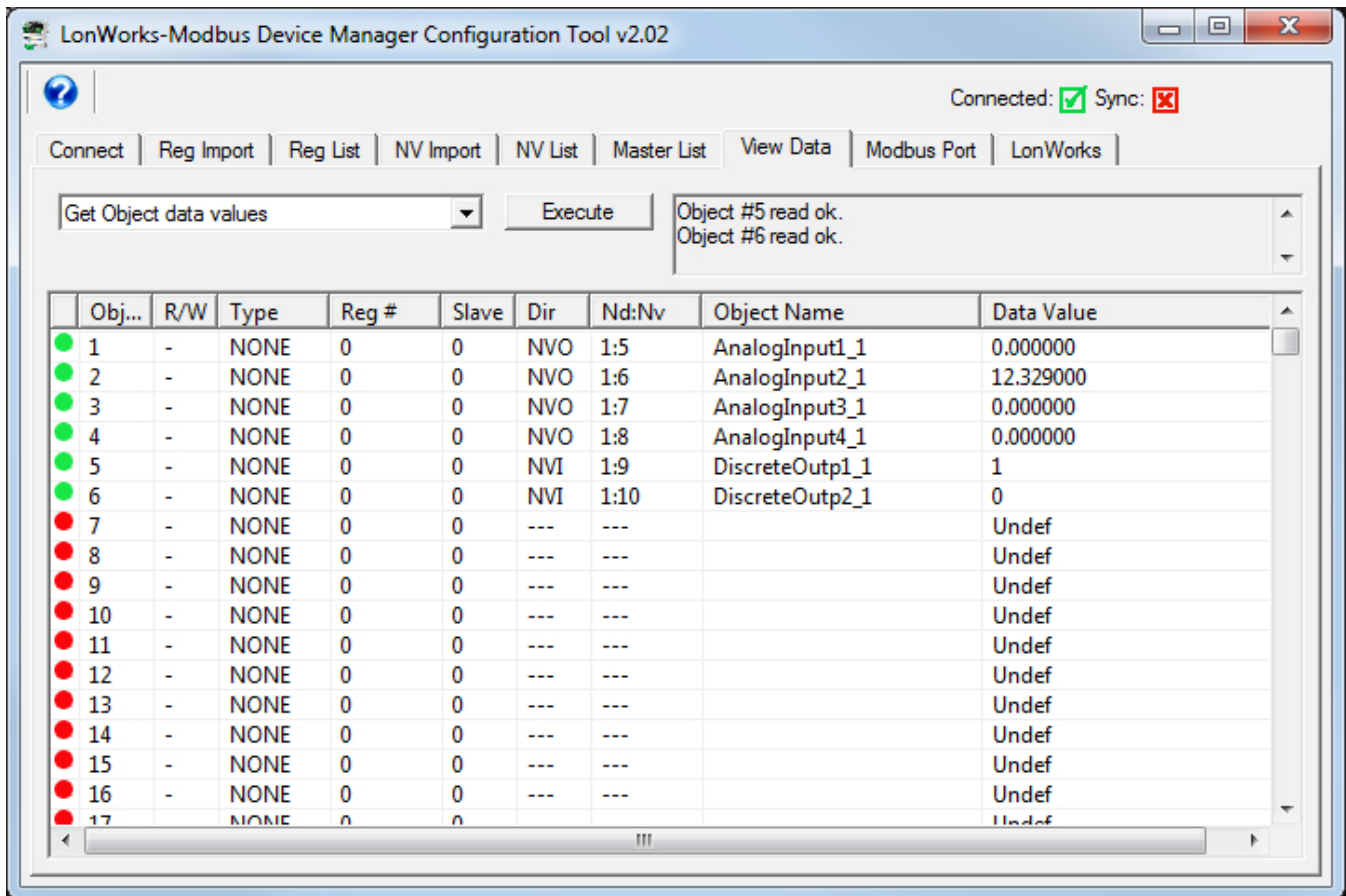 LonWorks-Modbus Device Manager Configuration Tool v2.02
Connected: Sync:
Connect Reg Import Reg List NV Import NV List Master List View Data Modbus Port LonWorks
Get Object data values Execute
Object #5 read ok.
Object #6 read ok.
Obj... R/W Type Reg # Slave Dir Nd:Nv Object Name Data Value
1 - NONE 0 0 NVO 1:5 AnalogInput1_1 0.000000
2 - NONE 0 0 NVO 1:6 AnalogInput2_1 12.329000
3 - NONE 0 0 NVO 1:7 AnalogInput3_1 0.000000
4 - NONE 0 0 NVO 1:8 AnalogInput4_1 0.000000
5 - NONE 0 0 NVI 1:9 DiscreteOutp1_1 1
6 - NONE 0 0 NVI 1:10 DiscreteOutp2_1 0
7 - NONE 0 0 --- --- Undef
8 - NONE 0 0 --- --- Undef
9 - NONE 0 0 --- --- Undef
10 - NONE 0 0 --- --- Undef
11 - NONE 0 0 --- --- Undef
12 - NONE 0 0 --- --- Undef
13 - NONE 0 0 --- --- Undef
14 - NONE 0 0 --- --- Undef
15 - NONE 0 0 --- --- Undef
16 - NONE 0 0 --- --- Undef
17 NONE 0 0 Undef